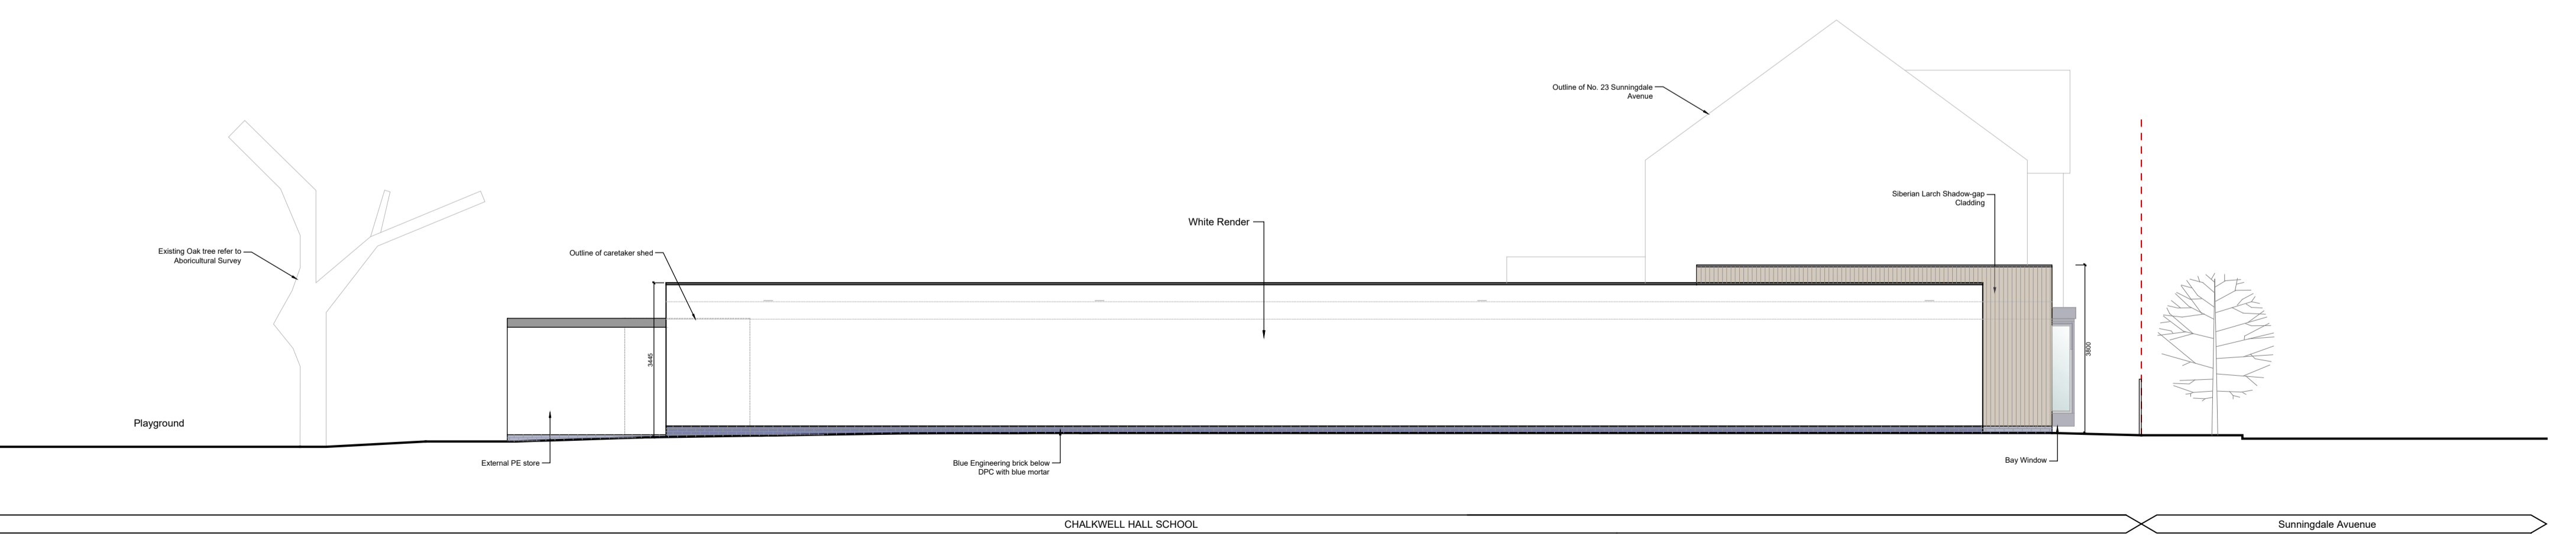 Outline of No. 23 Sunningdale
Avenue
Siberian Larch Shadow-gap
Cladding
White Render
Existing Oak tree refer to
Aboricultural Survey
Outline of caretaker shed
3445
3800
Playground
External PE store
Blue Engineering brick below
DPC with blue mortar
Bay Window
CHALKWELL HALL SCHOOL
Sunningdale Avuenue